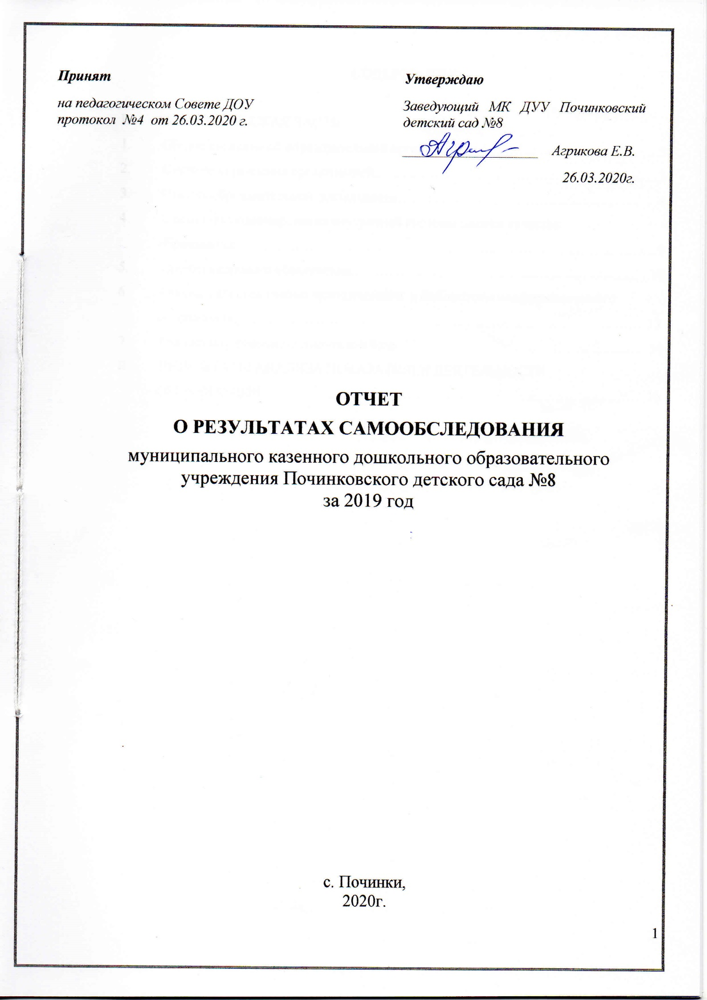 Принят
на педагогическом Совете ДОУ
протокол №4 от 26.03.2020 г.
Утверждаю
Заведующий МК ДУУ Починковский
детский сад №8
Агрикова Е.В.
26.03.2020г.
ОТЧЕТ
О РЕЗУЛЬТАТАХ САМООБСЛЕДОВАНИЯ
муниципального казенного дошкольного образовательного
учреждения Починковского детского сада №8
за 2019 год
с. Починки,
2020г.
1